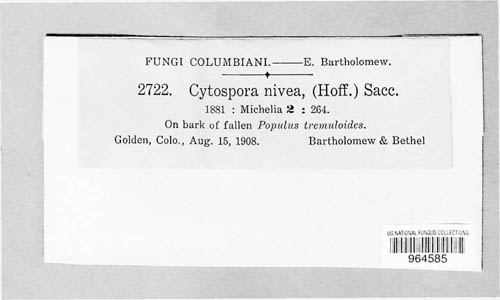 FUNGI COLUMBIANI.——E. Bartholomew.
2722. Cytospora nivea, (Hoff.) Sacc.
1881 : Michelia 2 : 264.
On bark of fallen Populus tremuloides.
Golden, Colo., Aug. 15, 1908. Bartholomew & Bethel
US NATIONAL FUNGUS COLLECTIONS
964585